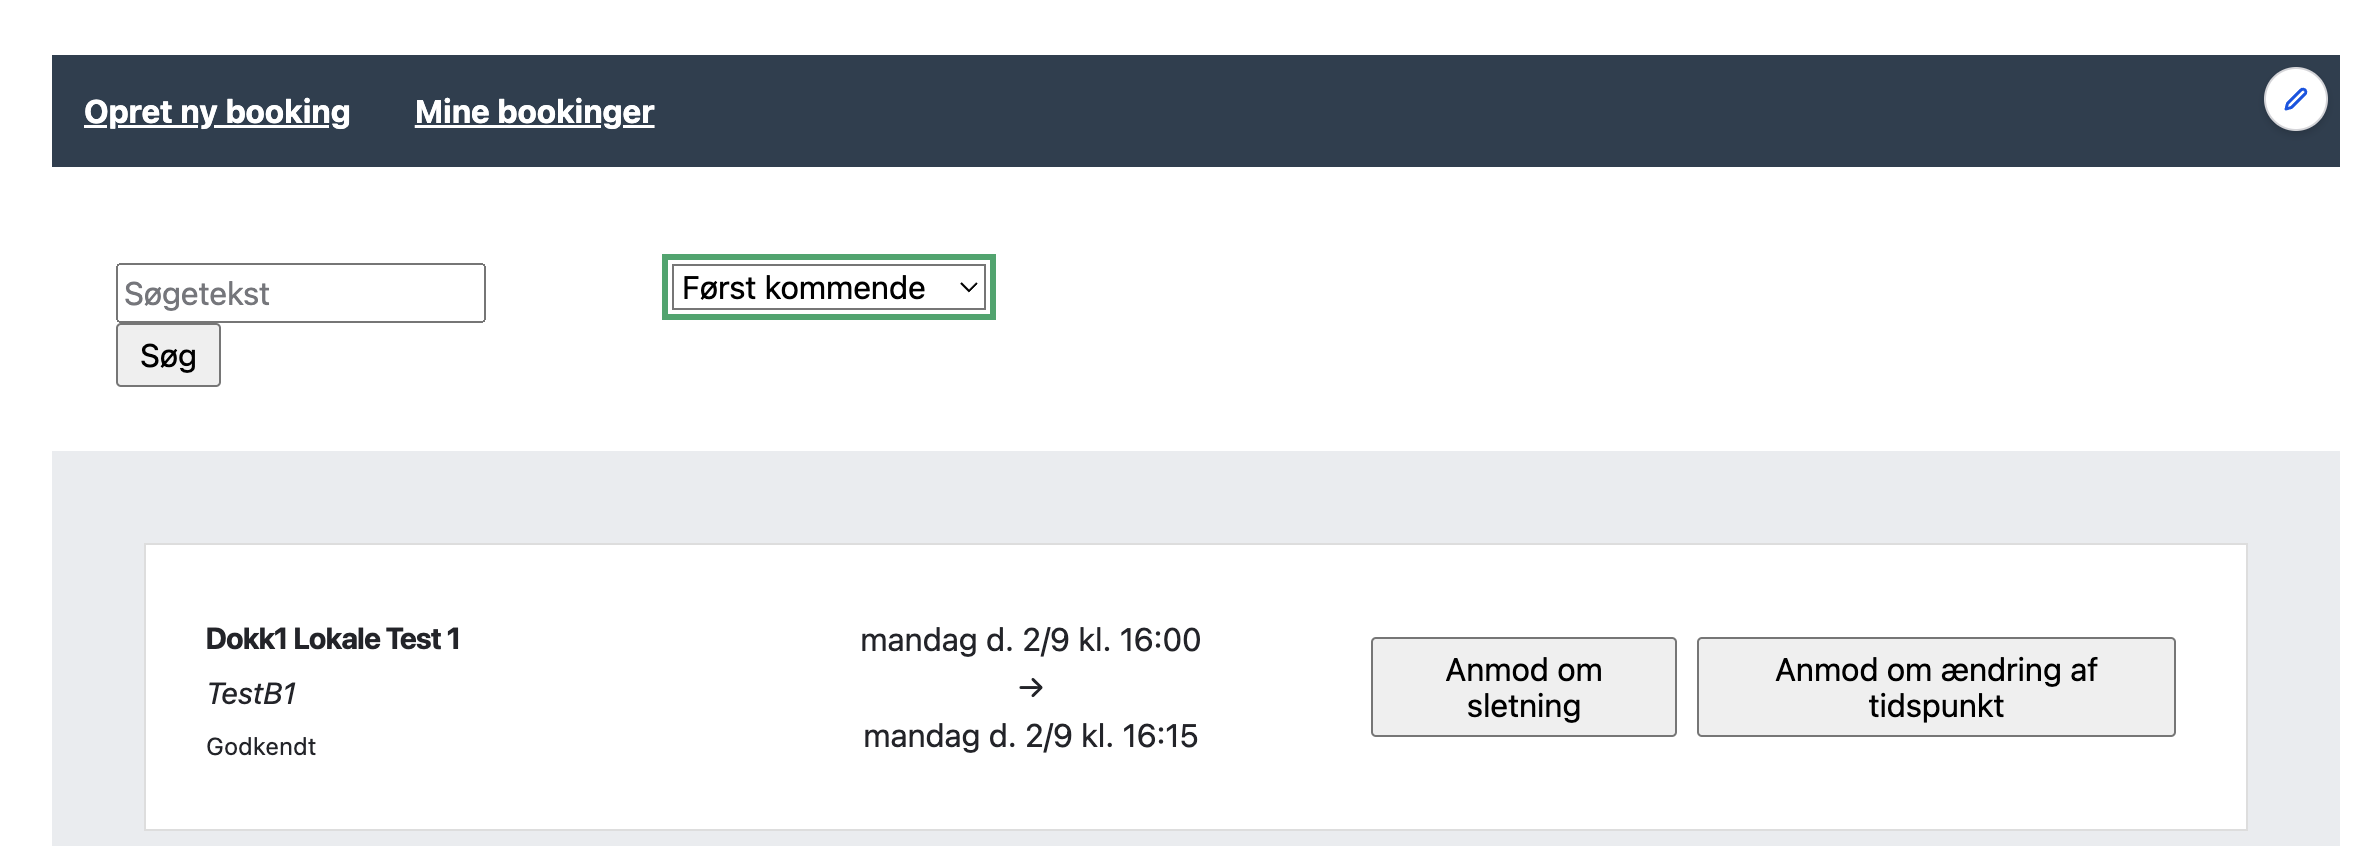 Opret ny booking
Mine bookinger
Søgetekst
Først kommende
Søg
Dokk1 Lokale Test 1
TestB1
Godkendt
mandag d. 2/9 kl. 16:00
→
mandag d. 2/9 kl. 16:15
Anmod om
sletning
Anmod om ændring af
tidspunkt